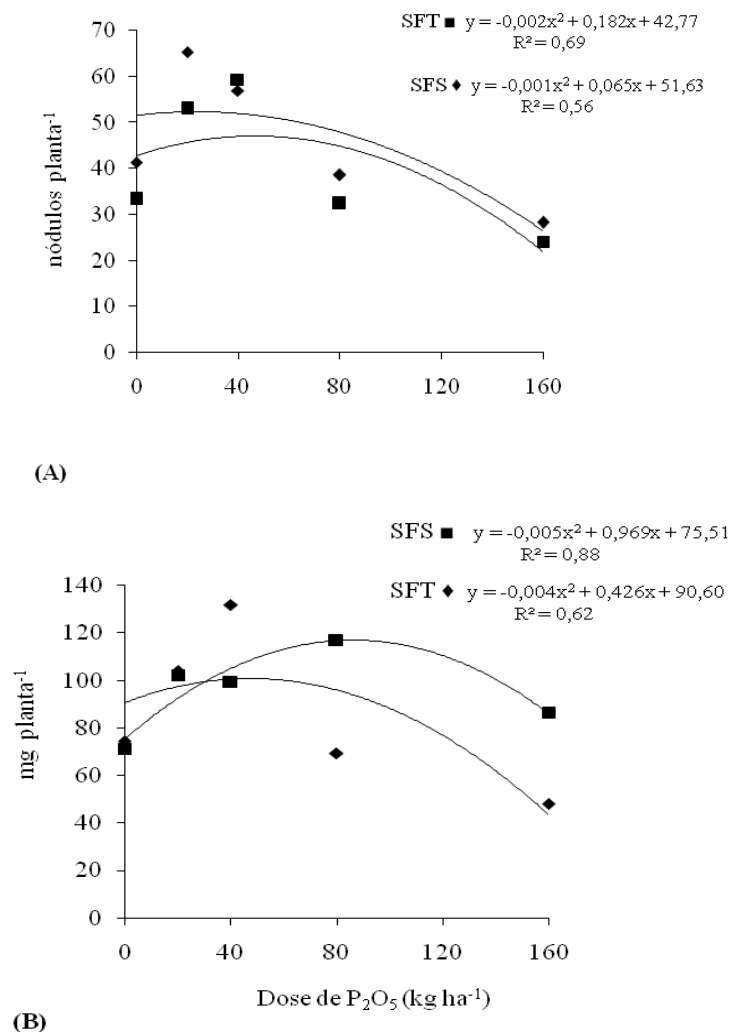 SFT ■ y = -0,002x² + 0,182x + 42,77
R² = 0,69
SFS ♦ y = -0,001x² + 0,065x + 51,63
R² = 0,56
70
60
50
40
30
20
10
0
nódulos planta⁻¹
0 40 80 120 160
(A)
SFS ■ y = -0,005x² + 0,969x + 75,51
R² = 0,88
SFT ♦ y = -0,004x² + 0,426x + 90,60
R² = 0,62
140
120
100
80
60
40
20
0
mg planta⁻¹
0 40 80 120 160
Dose de P₂O₅ (kg ha⁻¹)
(B)